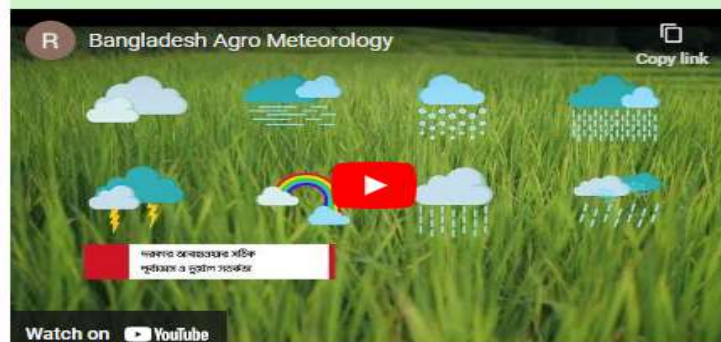 R
Bangladesh Agro Meteorology
Copy link
দরকার আবহাওয়ার সঠিক
পূর্বাভাস ও দুর্যোগ সতর্কতা
Watch on YouTube